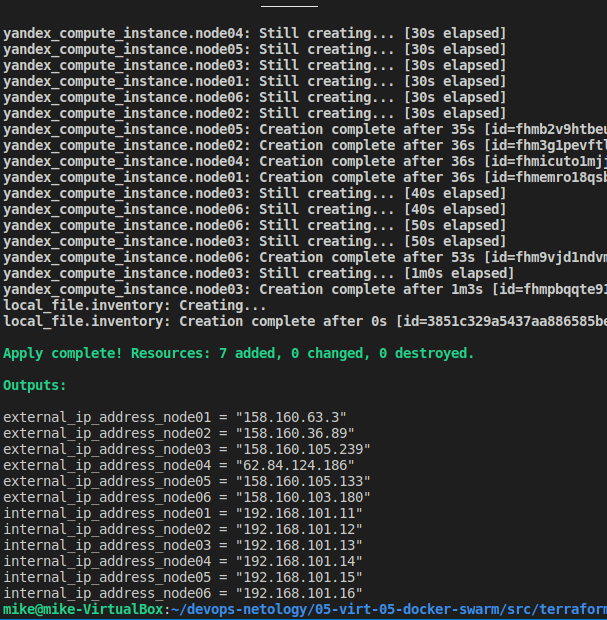 yandex_compute_instance.node04: Still creating... [30s elapsed]
yandex_compute_instance.node05: Still creating... [30s elapsed]
yandex_compute_instance.node03: Still creating... [30s elapsed]
yandex_compute_instance.node01: Still creating... [30s elapsed]
yandex_compute_instance.node06: Still creating... [30s elapsed]
yandex_compute_instance.node02: Still creating... [30s elapsed]
yandex_compute_instance.node05: Creation complete after 35s [id=fhmb2v9htbeu
yandex_compute_instance.node02: Creation complete after 36s [id=fhm3g1pevftl
yandex_compute_instance.node04: Creation complete after 36s [id=fhmicuto1mjj
yandex_compute_instance.node01: Creation complete after 36s [id=fhmemro18qsb
yandex_compute_instance.node03: Still creating... [40s elapsed]
yandex_compute_instance.node06: Still creating... [40s elapsed]
yandex_compute_instance.node06: Still creating... [50s elapsed]
yandex_compute_instance.node03: Still creating... [50s elapsed]
yandex_compute_instance.node06: Creation complete after 53s [id=fhm9vjd1ndvm
yandex_compute_instance.node03: Still creating... [1m0s elapsed]
yandex_compute_instance.node03: Creation complete after 1m3s [id=fhmpbqqte91
local_file.inventory: Creating...
local_file.inventory: Creation complete after 0s [id=3851c329a5437aa886585be
Apply complete! Resources: 7 added, 0 changed, 0 destroyed.
Outputs:
external_ip_address_node01 = "158.160.63.3"
external_ip_address_node02 = "158.160.36.89"
external_ip_address_node03 = "158.160.105.239"
external_ip_address_node04 = "62.84.124.186"
external_ip_address_node05 = "158.160.105.133"
external_ip_address_node06 = "158.160.103.180"
internal_ip_address_node01 = "192.168.101.11"
internal_ip_address_node02 = "192.168.101.12"
internal_ip_address_node03 = "192.168.101.13"
internal_ip_address_node04 = "192.168.101.14"
internal_ip_address_node05 = "192.168.101.15"
internal_ip_address_node06 = "192.168.101.16"
mike@mike-VirtualBox:~/devops-netology/05-virt-05-docker-swarm/src/terraform